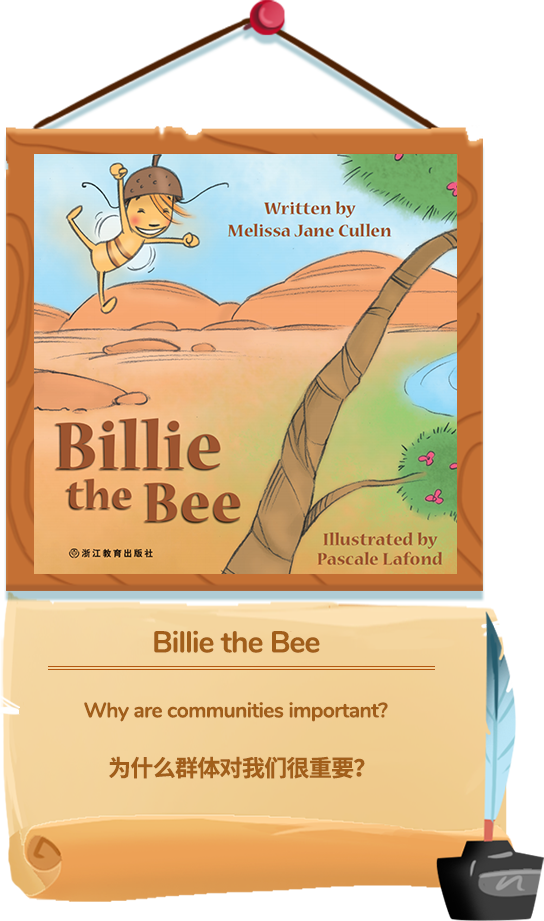 Written by
Melissa Jane Cullen
Billie
the Bee
Illustrated by
Pascale Lafond
浙江教育出版社
Billie the Bee
Why are communities important?
为什么群体对我们很重要?